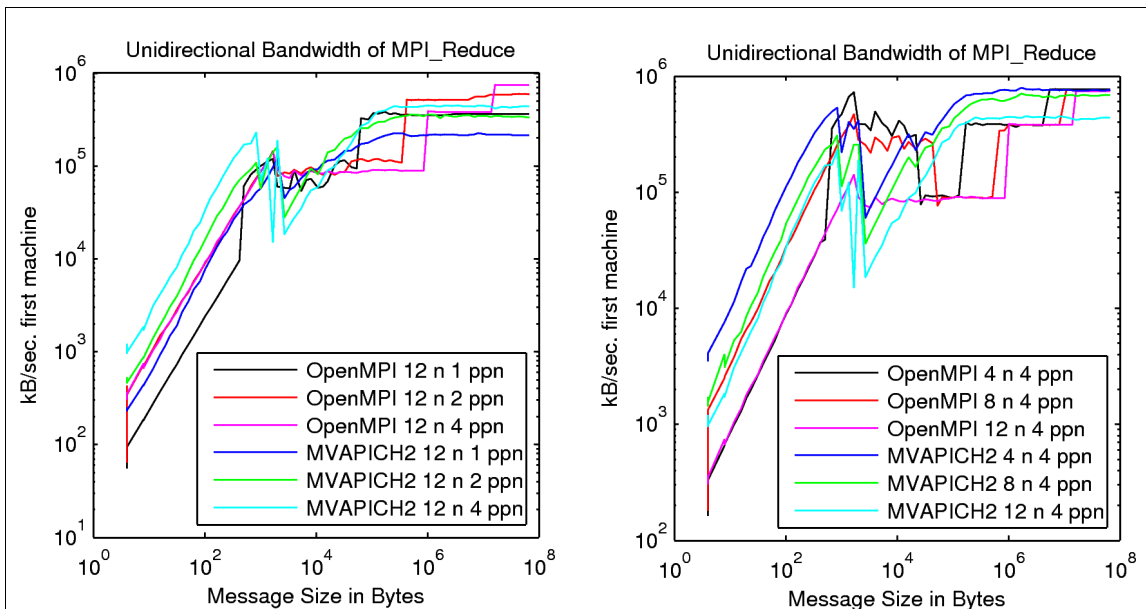 Unidirectional Bandwidth of MPI_Reduce
10^6
10^5
10^4
10^3
10^2
10^1
kB/sec. first machine
OpenMPI 12 n 1 ppn
OpenMPI 12 n 2 ppn
OpenMPI 12 n 4 ppn
MVAPICH2 12 n 1 ppn
MVAPICH2 12 n 2 ppn
MVAPICH2 12 n 4 ppn
10^0 10^2 10^4 10^6 10^8
Message Size in Bytes
Unidirectional Bandwidth of MPI_Reduce
10^6
10^5
10^4
10^3
10^2
kB/sec. first machine
OpenMPI 4 n 4 ppn
OpenMPI 8 n 4 ppn
OpenMPI 12 n 4 ppn
MVAPICH2 4 n 4 ppn
MVAPICH2 8 n 4 ppn
MVAPICH2 12 n 4 ppn
10^0 10^2 10^4 10^6 10^8
Message Size in Bytes